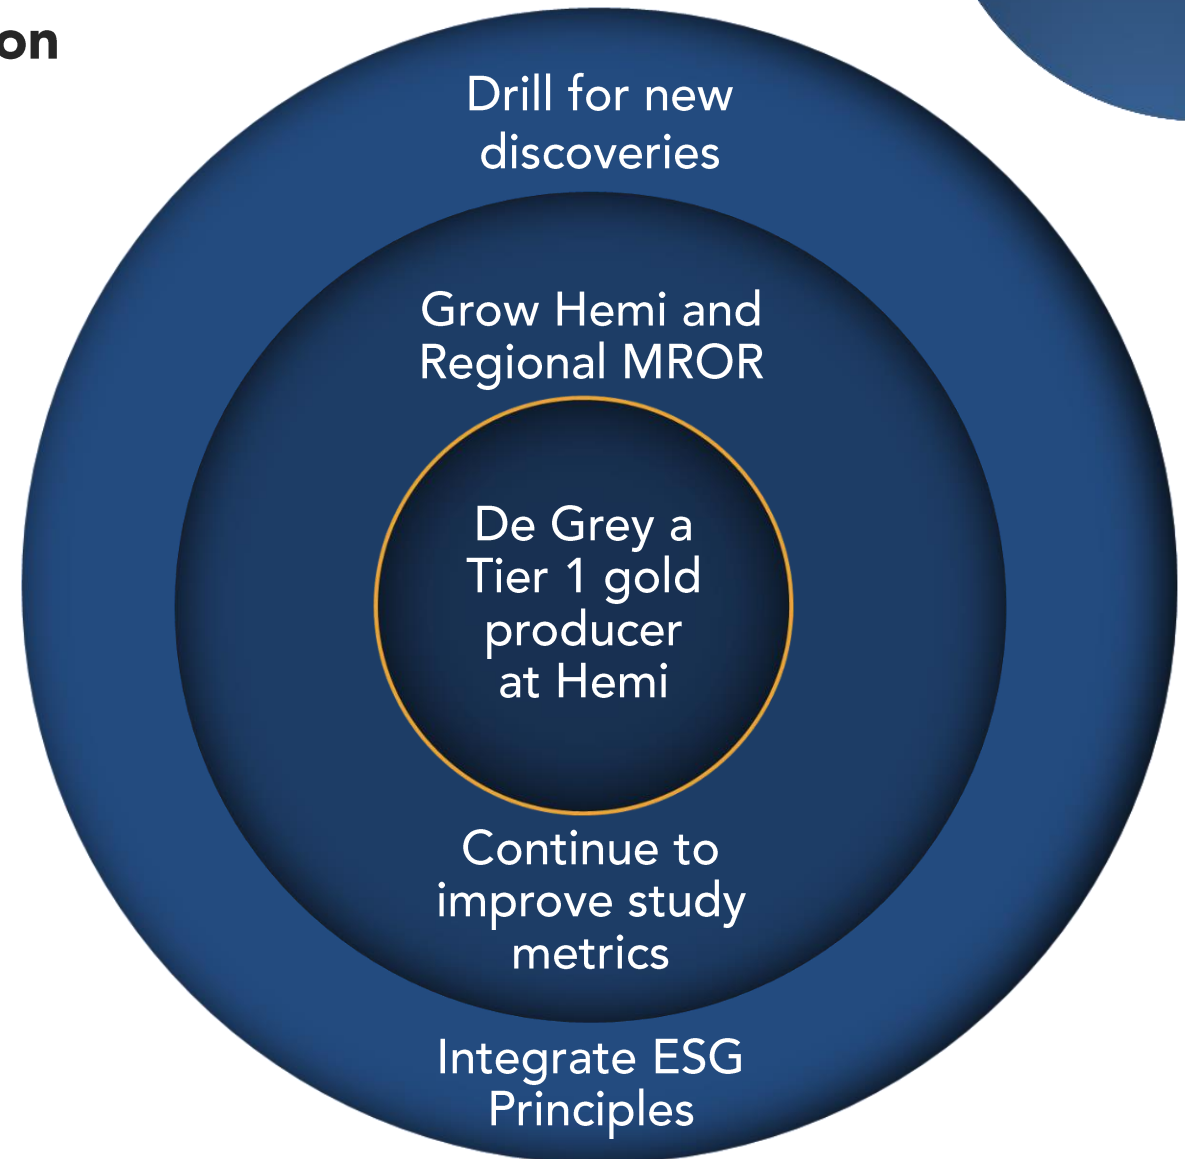 on
Drill for new
discoveries
Grow Hemi and
Regional MROR
De Grey a
Tier 1 gold
producer
at Hemi
Continue to
improve study
metrics
Integrate ESG
Principles